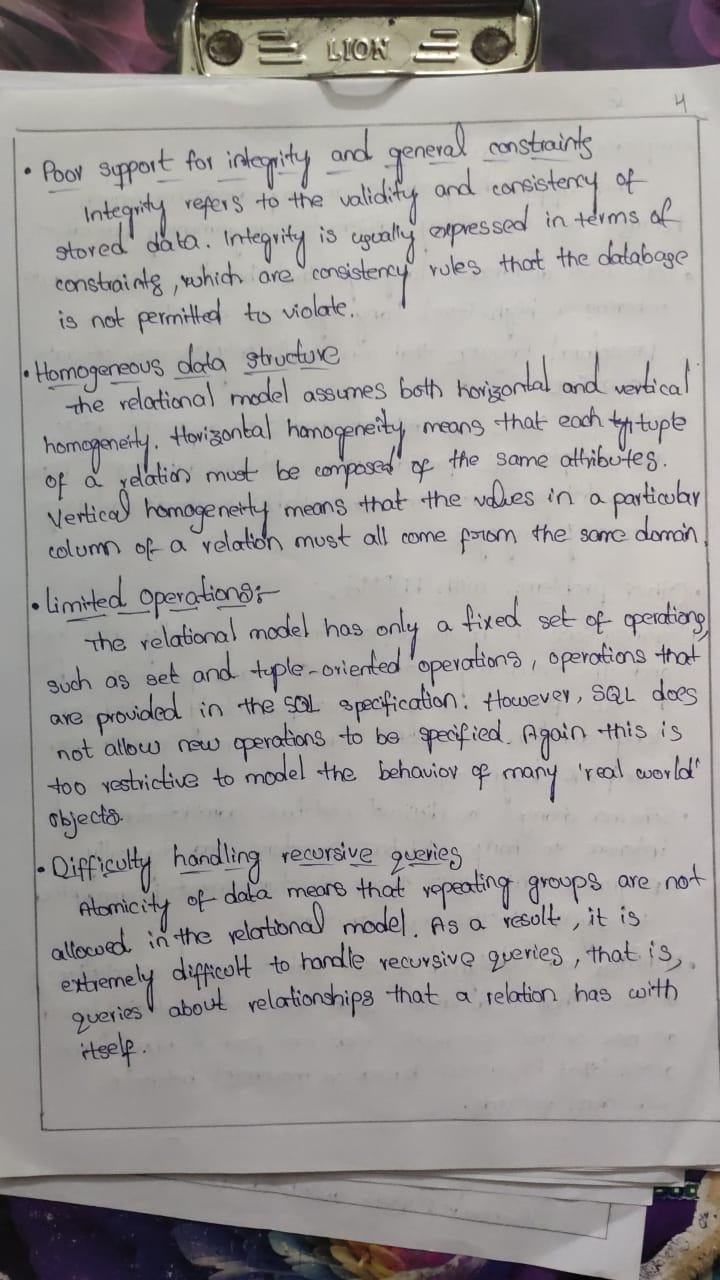 LION
4
• Poor support for integrity and general constraints
Integrity refers to the validity and consistency of
stored data. Integrity is usually expressed in terms of
constraints, which are consistency rules that the database
is not permitted to violate.
• Homogeneous data structure
The relational model assumes both horizontal and vertical
homogeneity. Horizontal homogeneity means that each tuple
of a relation must be composed of the same attributes.
Vertical homogeneity means that the values in a particular
column of a relation must all come from the same domain.
• Limited operations:-
The relational model has only a fixed set of operations,
such as set and tuple-oriented operations, operations that
are provided in the SQL specification. However, SQL does
not allow new operations to be specified. Again this is
too restrictive to model the behavior of many 'real world'
objects.
• Difficulty handling recursive queries
Atomicity of data means that repeating groups are not
allowed in the relational model. As a result, it is
extremely difficult to handle recursive queries, that is,
queries about relationships that a relation has with
itself.